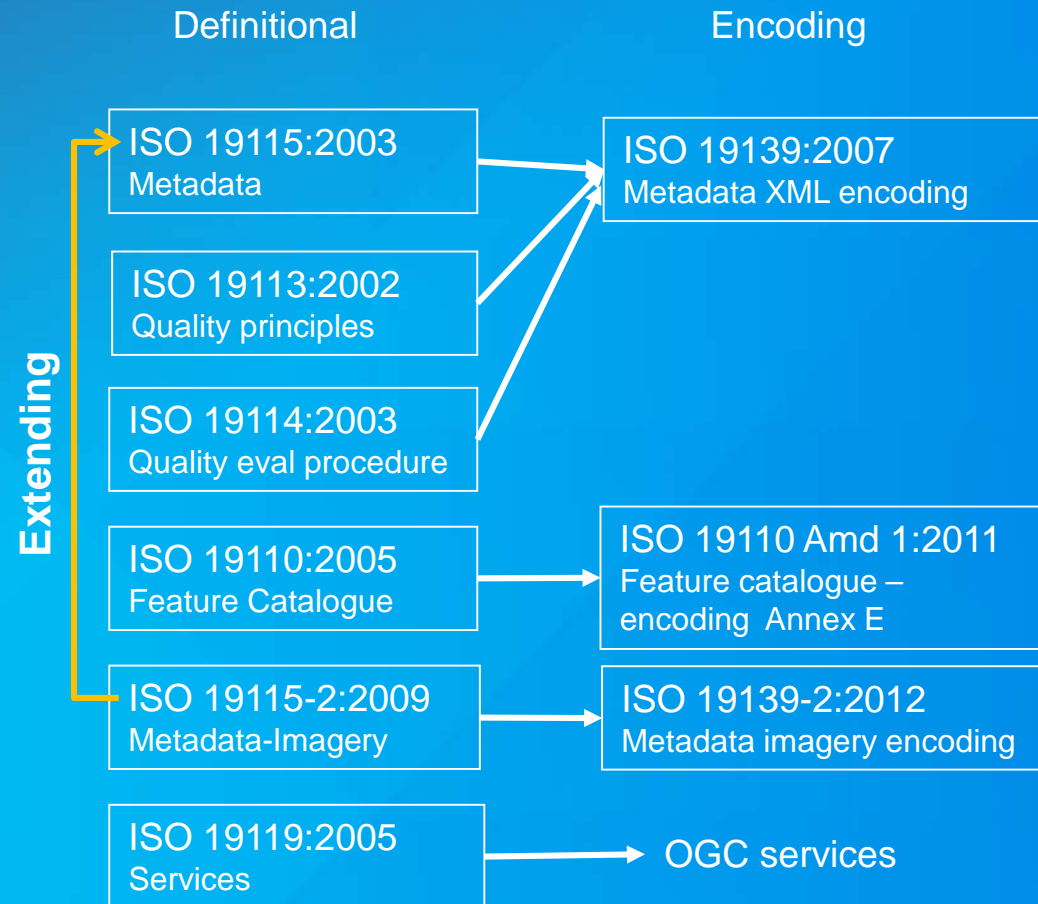 Definitional
Encoding
ISO 19115:2003
Metadata
ISO 19139:2007
Metadata XML encoding
ISO 19113:2002
Quality principles
ISO 19114:2003
Quality eval procedure
Extending
ISO 19110:2005
Feature Catalogue
ISO 19110 Amd 1:2011
Feature catalogue –
encoding Annex E
ISO 19115-2:2009
Metadata-Imagery
ISO 19139-2:2012
Metadata imagery encoding
ISO 19119:2005
Services
OGC services